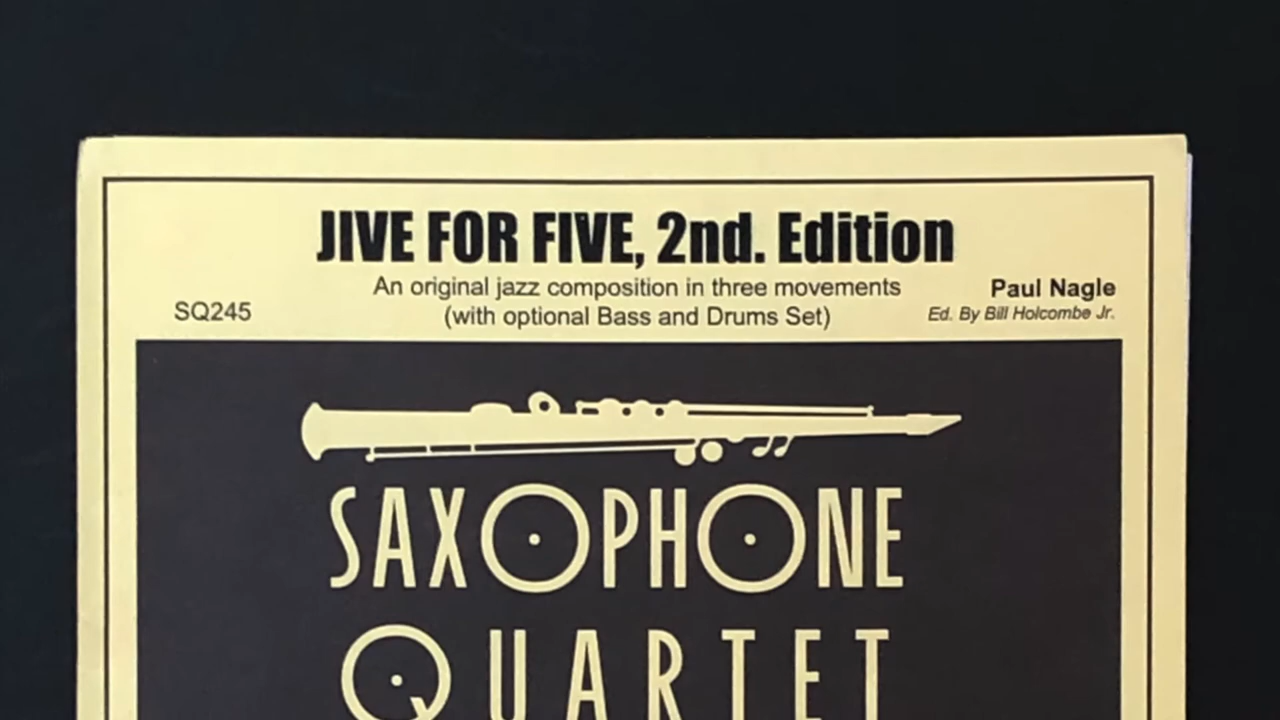 JIVE FOR FIVE, 2nd. Edition
An original jazz composition in three movements
Paul Nagle
SQ245
(with optional Bass and Drums Set)
Ed. By Bill Holcombe Jr.
SAXOPHONE
QUARTET